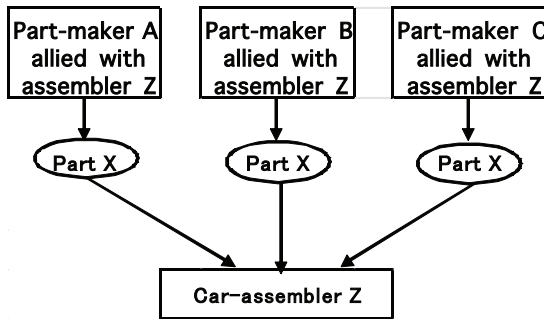 Part-maker A
allied with
assembler Z
Part-maker B
allied with
assembler Z
Part-maker C
allied with
assembler Z
Part X
Part X
Part X
Car-assembler Z